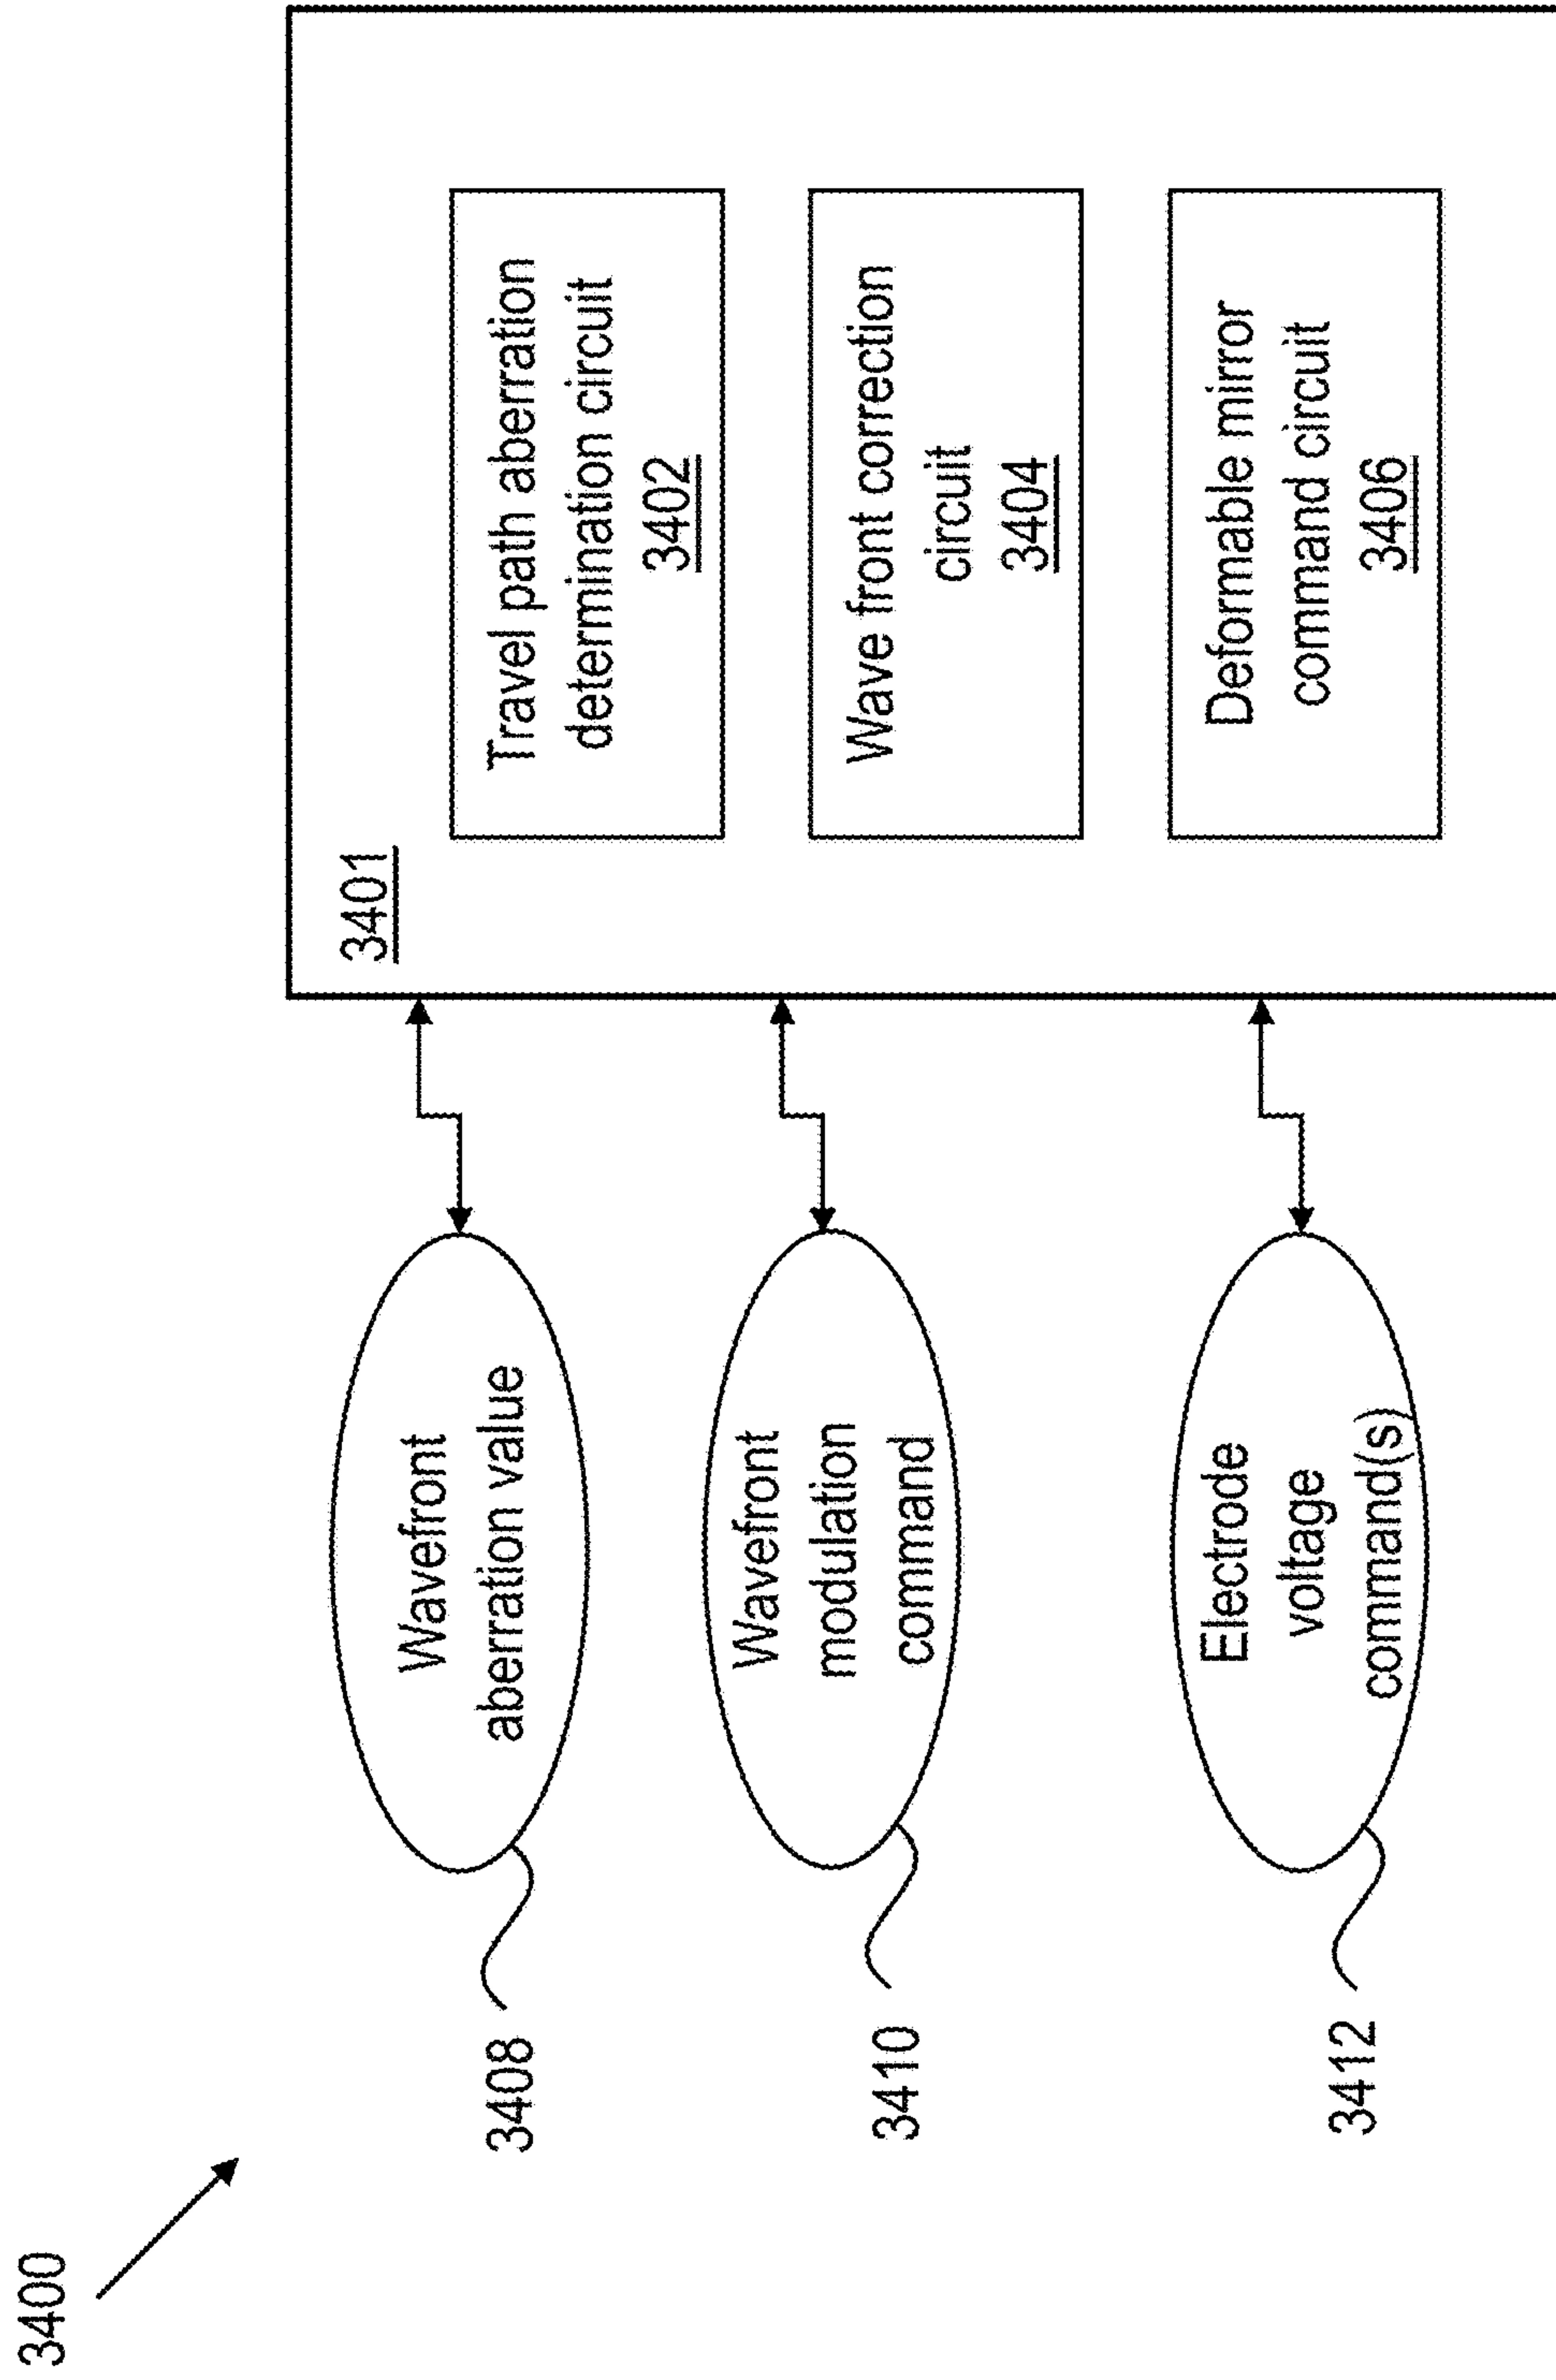 3400
3401
Travel path aberration
determination circuit
3402
Wave front correction
circuit
3404
Deformable mirror
command circuit
3406
Wavefront
aberration value
3408
Wavefront
modulation
command
3410
Electrode
voltage
command(s)
3412